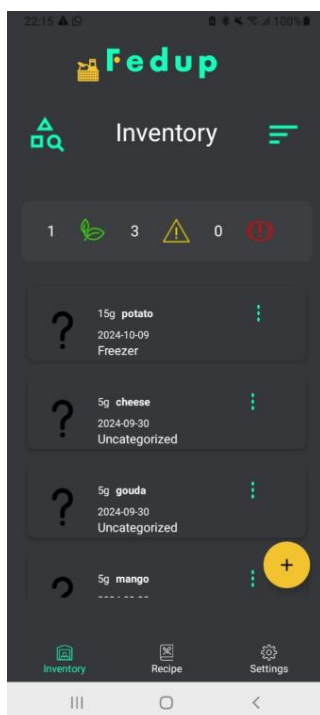 22:15
100%
Fedup
Inventory
1 3 0
15g potato
2024-10-09
Freezer
5g cheese
2024-09-30
Uncategorized
5g gouda
2024-09-30
Uncategorized
+
5g mango
Inventory Recipe Settings